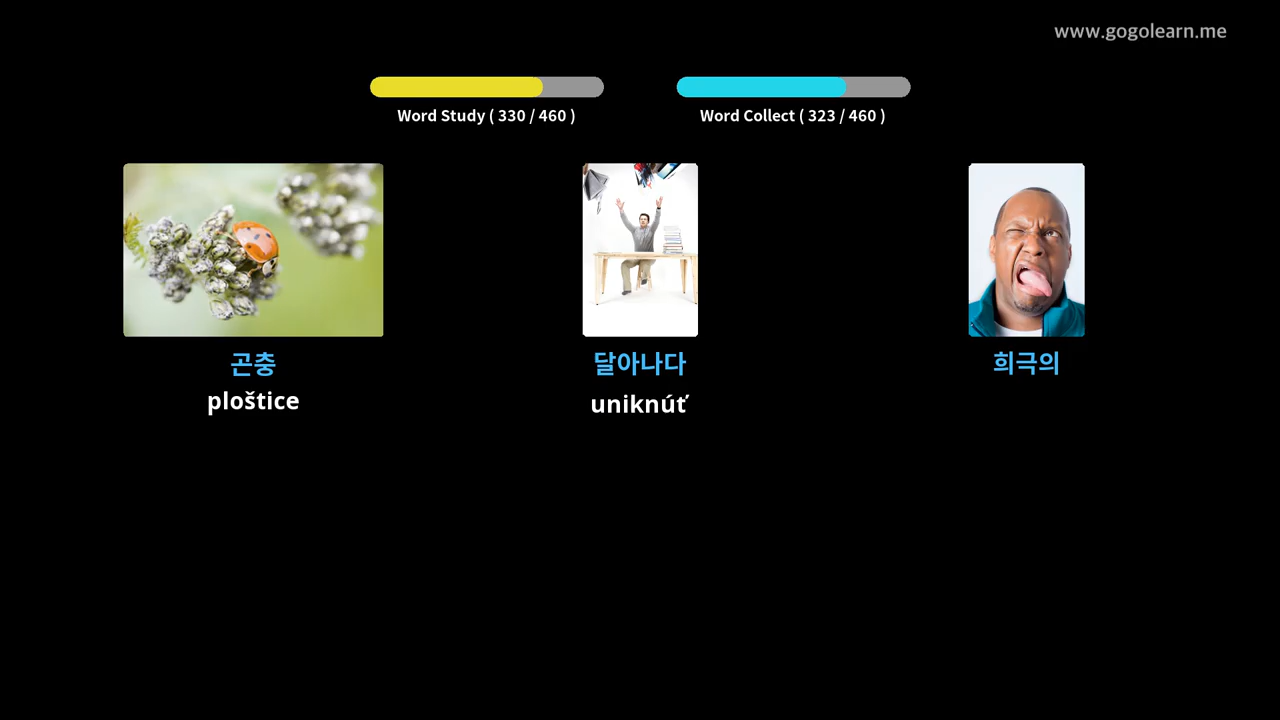 www.gogolearn.me
Word Study ( 330 / 460 )
Word Collect ( 323 / 460 )
곤충
달아나다
희극의
ploštice
uniknúť